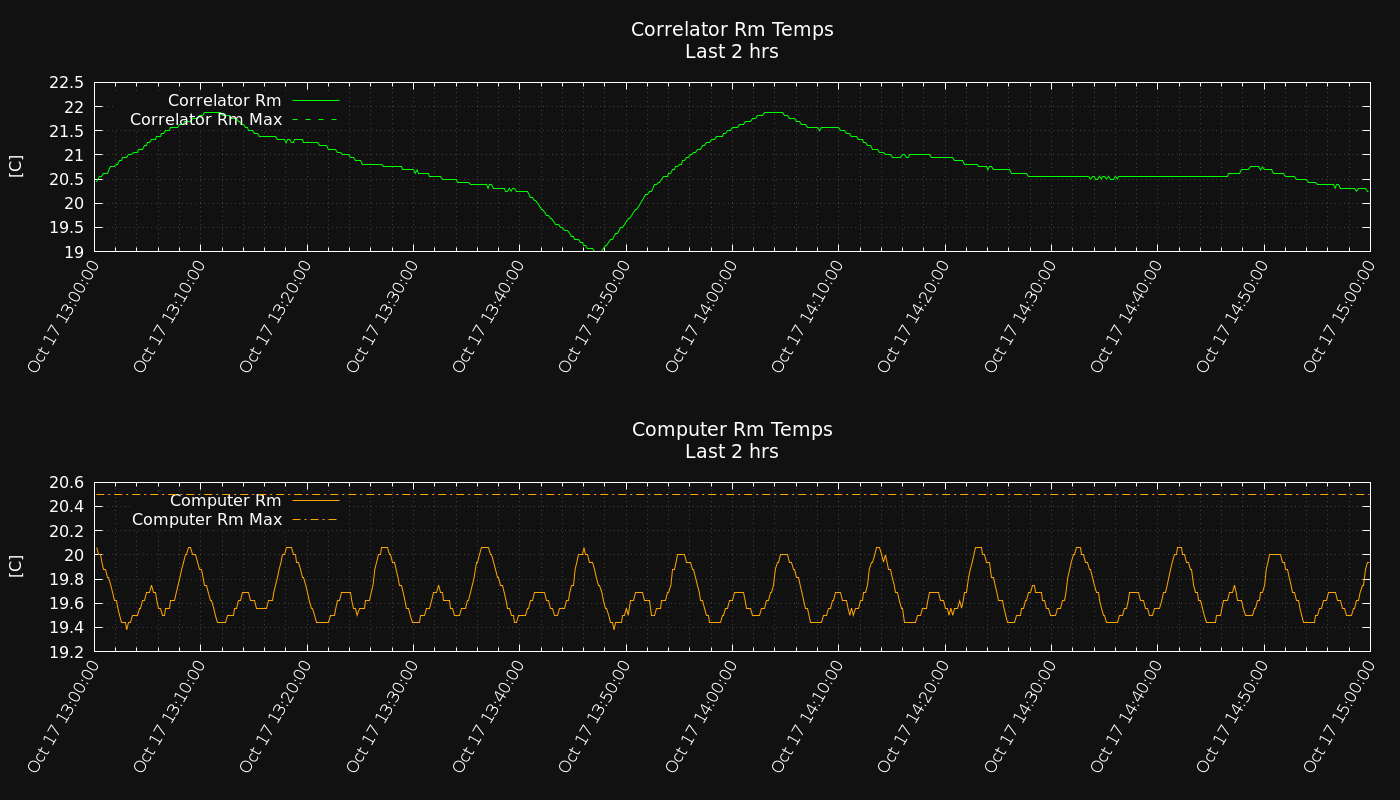 Correlator Rm Temps
Last 2 hrs
22.5
22
21.5
21
20.5
20
19.5
19
[C]
Correlator Rm
Correlator Rm Max
Oct 17 13:00:00
Oct 17 13:10:00
Oct 17 13:20:00
Oct 17 13:30:00
Oct 17 13:40:00
Oct 17 13:50:00
Oct 17 14:00:00
Oct 17 14:10:00
Oct 17 14:20:00
Oct 17 14:30:00
Oct 17 14:40:00
Oct 17 14:50:00
Oct 17 15:00:00
Computer Rm Temps
Last 2 hrs
20.6
20.4
20.2
20
19.8
19.6
19.4
19.2
[C]
Computer Rm
Computer Rm Max
Oct 17 13:00:00
Oct 17 13:10:00
Oct 17 13:20:00
Oct 17 13:30:00
Oct 17 13:40:00
Oct 17 13:50:00
Oct 17 14:00:00
Oct 17 14:10:00
Oct 17 14:20:00
Oct 17 14:30:00
Oct 17 14:40:00
Oct 17 14:50:00
Oct 17 15:00:00